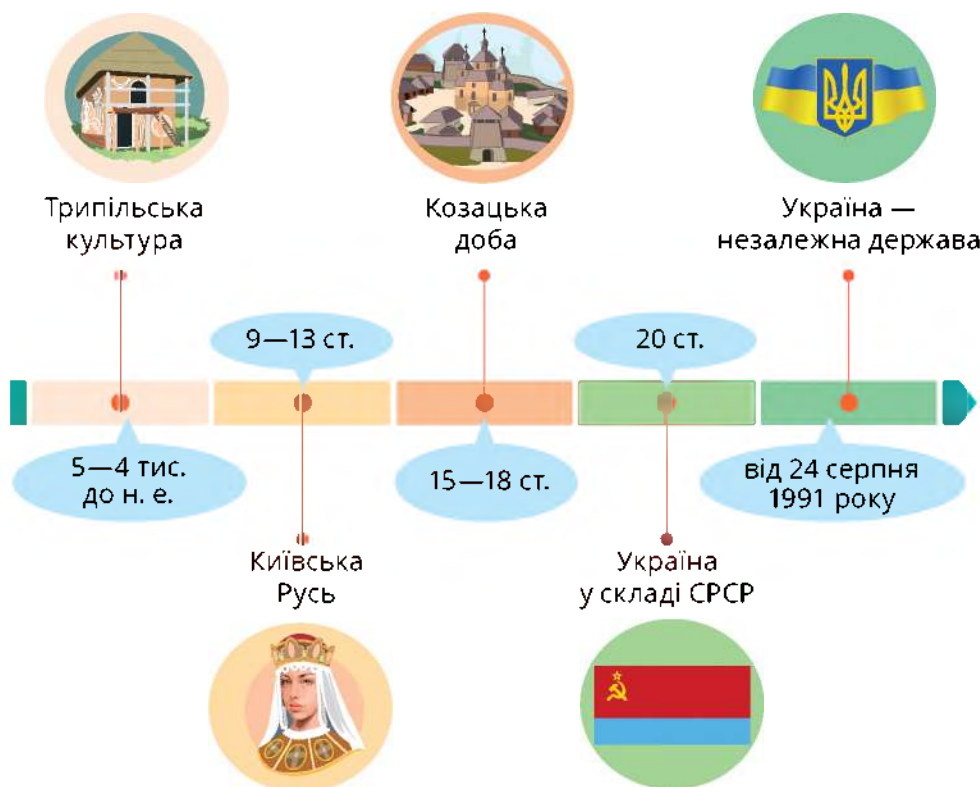 Трипільська
культура
Козацька
доба
Україна —
незалежна держава
9—13 ст.
20 ст.
5—4 тис.
до н. е.
15—18 ст.
від 24 серпня
1991 року
Київська
Русь
Україна
у складі СРСР